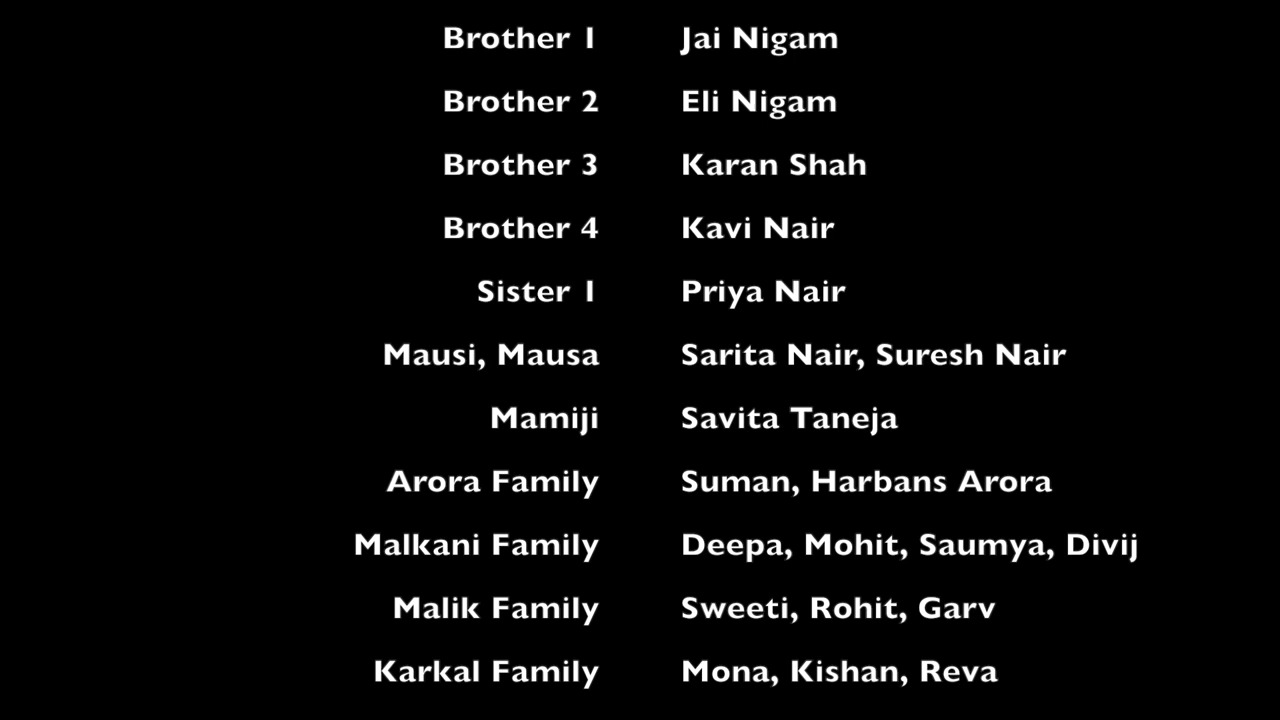 Brother 1 Jai Nigam
Brother 2 Eli Nigam
Brother 3 Karan Shah
Brother 4 Kavi Nair
Sister 1 Priya Nair
Mausi, Mausa Sarita Nair, Suresh Nair
Mamiji Savita Taneja
Arora Family Suman, Harbans Arora
Malkani Family Deepa, Mohit, Saumya, Divij
Malik Family Sweeti, Rohit, Garv
Karkal Family Mona, Kishan, Reva